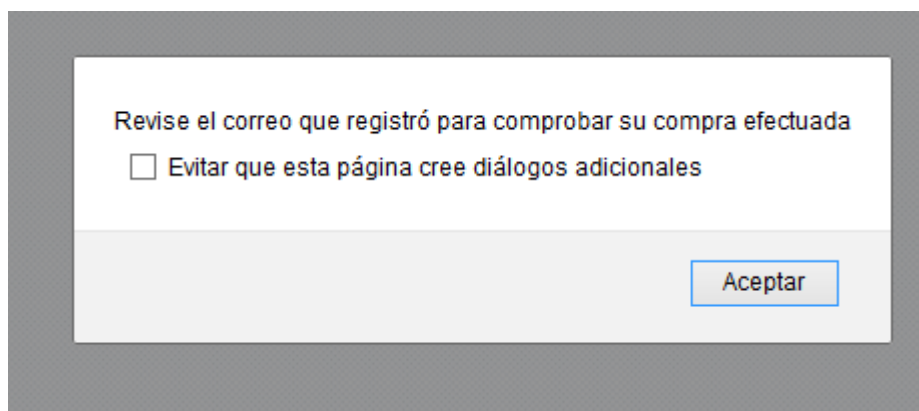 Revise el correo que registró para comprobar su compra efectuada
Evitar que esta página cree diálogos adicionales
Aceptar